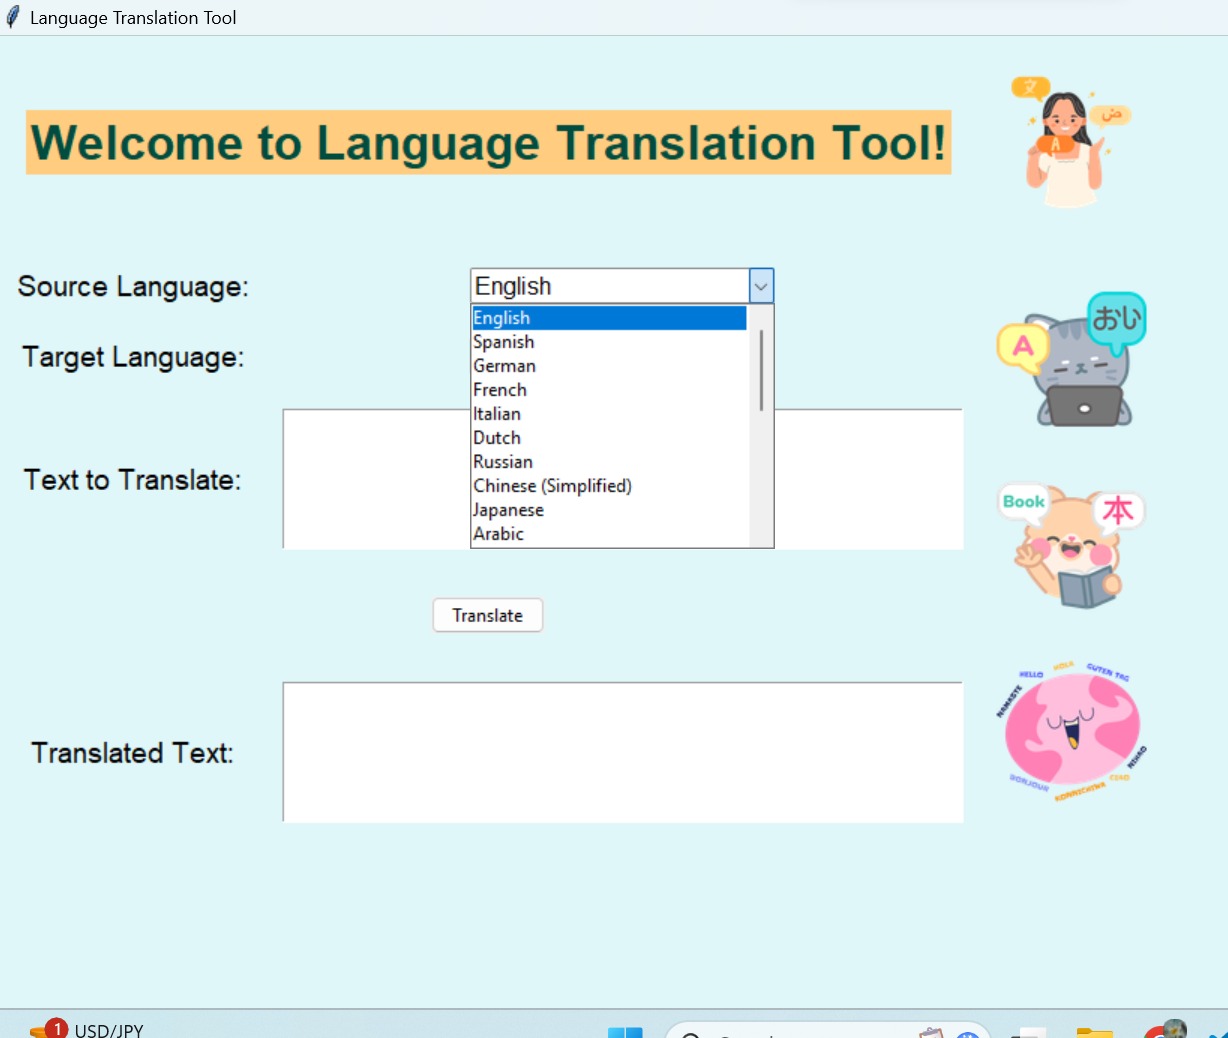 Language Translation Tool
Welcome to Language Translation Tool!
文
ض
A
Source Language:
English
English
Spanish
German
French
Italian
Dutch
Russian
Chinese (Simplified)
Japanese
Arabic
Target Language:
A
おい
Text to Translate:
Book
本
Translate
Translated Text:
HELLO
HOLA
GUTEN TAG
NAMASTE
NIHAO
BONJOUR
KONNICHIWA
CIAO
1
USD/JPY